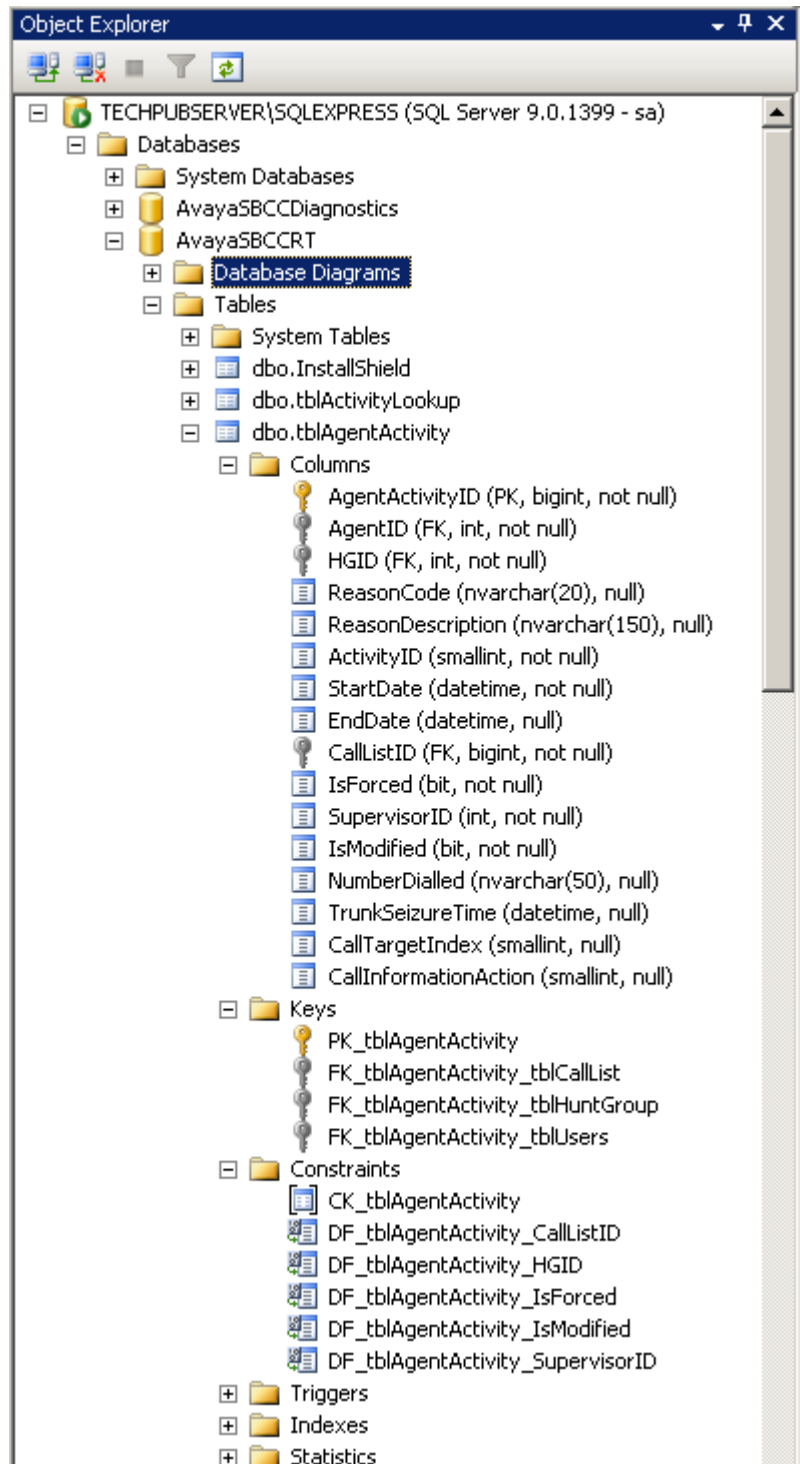 Object Explorer
TECHPUBSERVER\SQLEXPRESS (SQL Server 9.0.1399 - sa)
Databases
System Databases
AvayaSBCCDiagnostics
AvayaSBCCRT
Database Diagrams
Tables
System Tables
dbo.InstallShield
dbo.tblActivityLookup
dbo.tblAgentActivity
Columns
AgentActivityID (PK, bigint, not null)
AgentID (FK, int, not null)
HGID (FK, int, not null)
ReasonCode (nvarchar(20), null)
ReasonDescription (nvarchar(150), null)
ActivityID (smallint, not null)
StartDate (datetime, not null)
EndDate (datetime, null)
CallListID (FK, bigint, not null)
IsForced (bit, not null)
SupervisorID (int, not null)
IsModified (bit, not null)
NumberDialled (nvarchar(50), null)
TrunkSeizureTime (datetime, null)
CallTargetIndex (smallint, null)
CallInformationAction (smallint, null)
Keys
PK_tblAgentActivity
FK_tblAgentActivity_tblCallList
FK_tblAgentActivity_tblHuntGroup
FK_tblAgentActivity_tblUsers
Constraints
CK_tblAgentActivity
DF_tblAgentActivity_CallListID
DF_tblAgentActivity_HGID
DF_tblAgentActivity_IsForced
DF_tblAgentActivity_IsModified
DF_tblAgentActivity_SupervisorID
Triggers
Indexes
Statistics